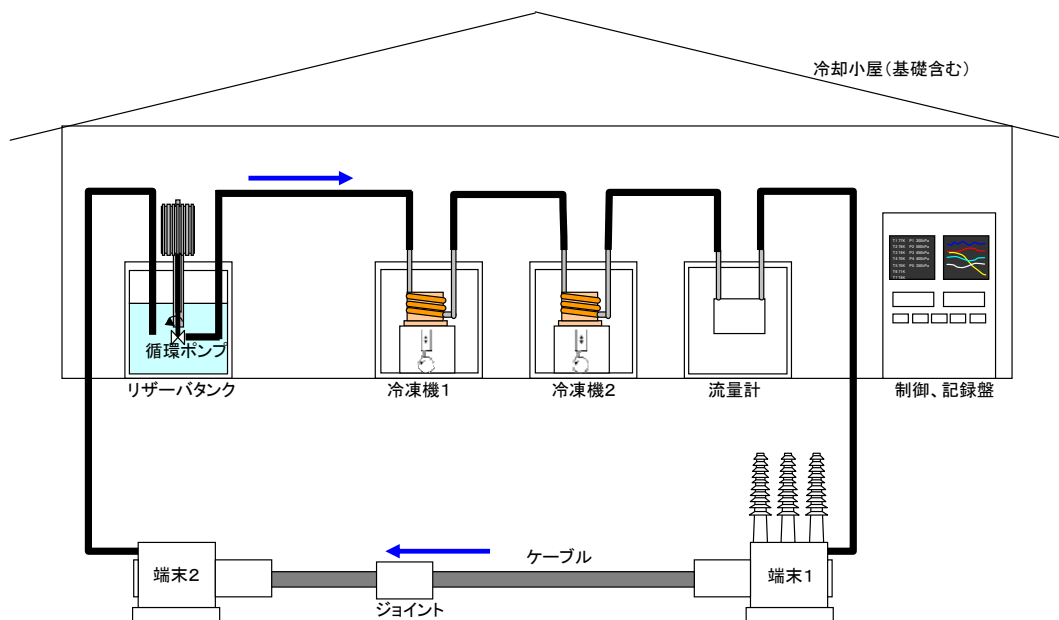 冷却小屋(基礎含む)
循環ポンプ
リザーバタンク
冷凍機1
冷凍機2
流量計
制御、記録盤
ケーブル
端末2
端末1
ジョイント